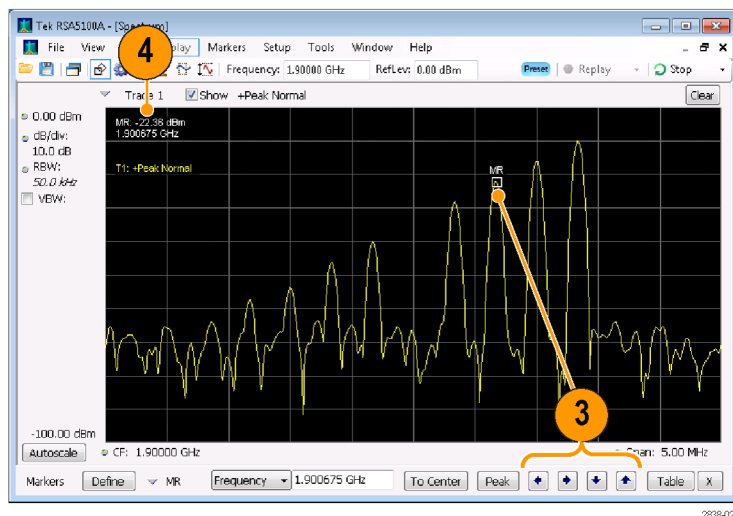 Tek RSA5100A - [Spectrum]
File View Markers Setup Tools Window Help
4
Frequency: 1.90000 GHz RefLev: 0.00 dBm Preset Replay Stop
Trace 1 Show +Peak Normal Clear
0.00 dBm
dB/div:
10.0 dB
RBW:
50.0 kHz
VBW:
MR: -22.36 dBm
1.900675 GHz
T1: +Peak Normal
MR
3
-100.00 dBm
Autoscale CF: 1.90000 GHz Span: 5.00 MHz
Markers Define MR Frequency 1.900675 GHz To Center Peak Table X